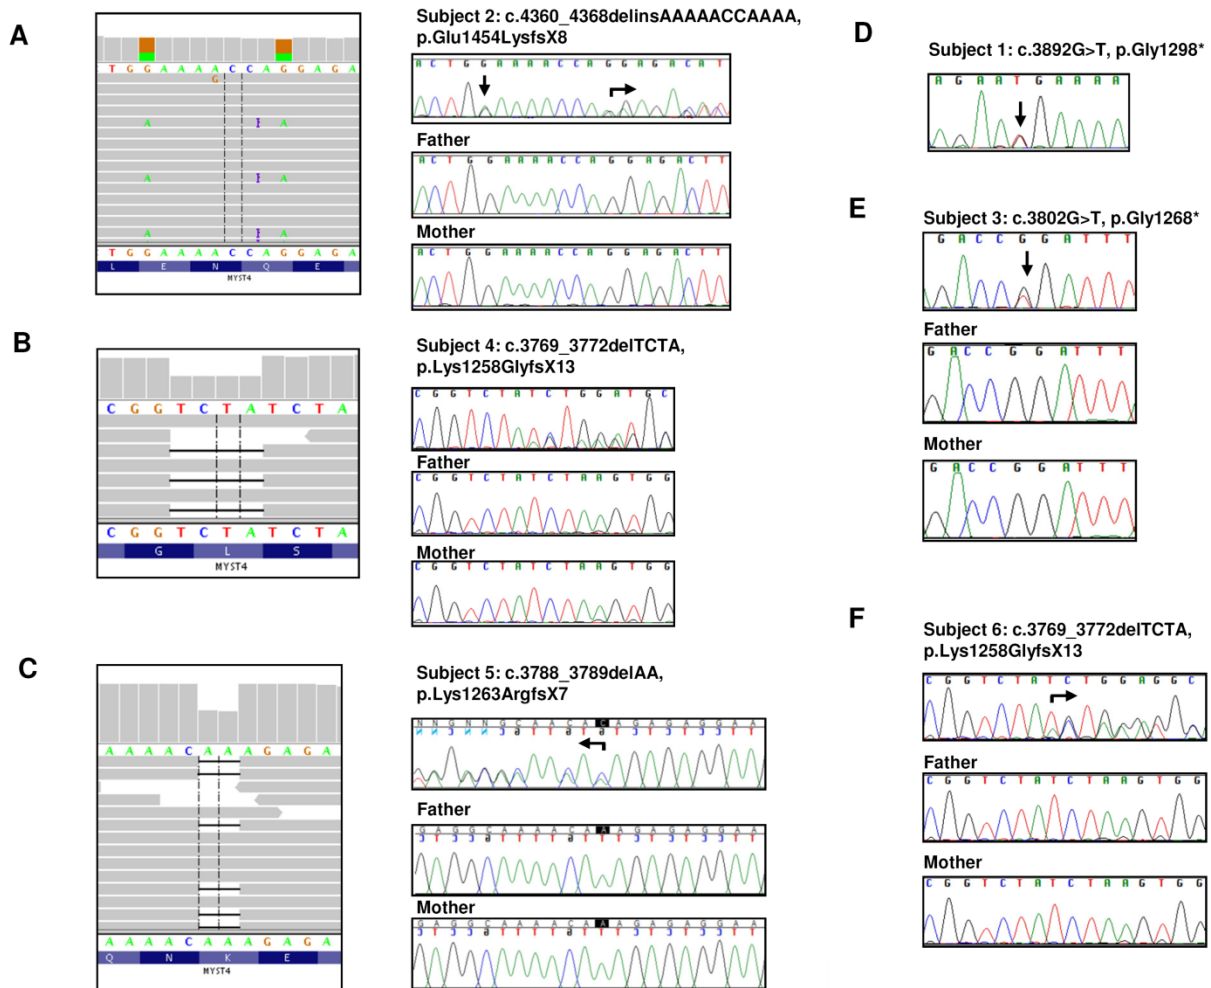 A
T G G A A A A C C A G G A G A
G
A A
A A
A A
T G G A A A A C C A G G A G A
L E N Q E
MYST4
Subject 2: c.4360_4368delinsAAAAACCAAAA,
p.Glu1454LysfsX8
A C T G G A A A A C C A G G A G A C A T
Father
A C T G G A A A A C C A G G A G A C T T
Mother
A C T G G A A A A C C A G G A G A C T T
B
C G G T C T A T C T A
C G G T C T A T C T A
G L S
MYST4
Subject 4: c.3769_3772delTCTA,
p.Lys1258GlyfsX13
C G G T C T A T C T G G A T G C
Father
C G G T C T A T C T A A G T G G
Mother
C G G T C T A T C T A A G T G G
C
A A A A C A A A G A G A
A A A A C A A A G A G A
Q N K E
MYST4
Subject 5: c.3788_3789delAA,
p.Lys1263ArgfsX7
N N G N N G C A A C A C A G A G A G G A A
Father
G A G G C A A A A C A A A G A G A G G A A
Mother
G A G G C A A A A C A A A G A G A G G A A
D
Subject 1: c.3892G>T, p.Gly1298*
A G A A T G A A A A
E
Subject 3: c.3802G>T, p.Gly1268*
G A C C G G A T T T
Father
G A C C G G A T T T
Mother
G A C C G G A T T T
F
Subject 6: c.3769_3772delTCTA,
p.Lys1258GlyfsX13
C G G T C T A T C T G G A G G C
Father
C G G T C T A T C T A A G T G G
Mother
C G G T C T A T C T A A G T G G